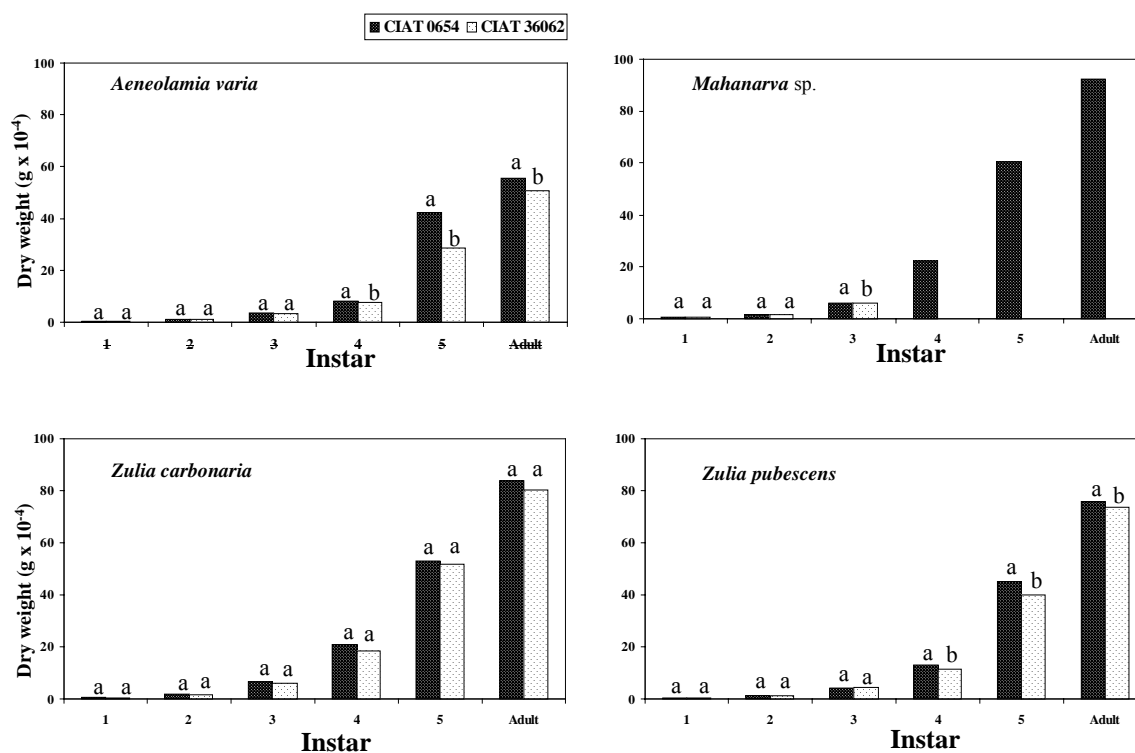 CIAT 0654 CIAT 36062
Aeneolamia varia
Dry weight (g x 10-4)
100
80
60
40
20
0
a a
a a
a a
a b
a b
a b
1 2 3 4 5 Adult
Instar
Mahanarva sp.
100
80
60
40
20
0
a a
a a
a b
1 2 3 4 5 Adult
Instar
Zulia carbonaria
Dry weight (g x 10-4)
100
80
60
40
20
0
a a
a a
a a
a a
a a
a a
1 2 3 4 5 Adult
Instar
Zulia pubescens
100
80
60
40
20
0
a a
a a
a a
a b
a b
a b
1 2 3 4 5 Adult
Instar